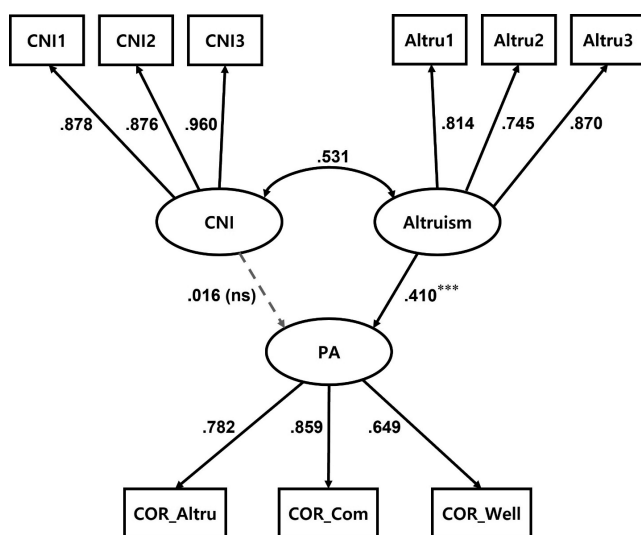 CNI1 CNI2 CNI3 Altru1 Altru2 Altru3
.878 .876 .960 .814 .745 .870
.531
CNI Altruism
.016 (ns) .410***
PA
.782 .859 .649
COR_Altru COR_Com COR_Well